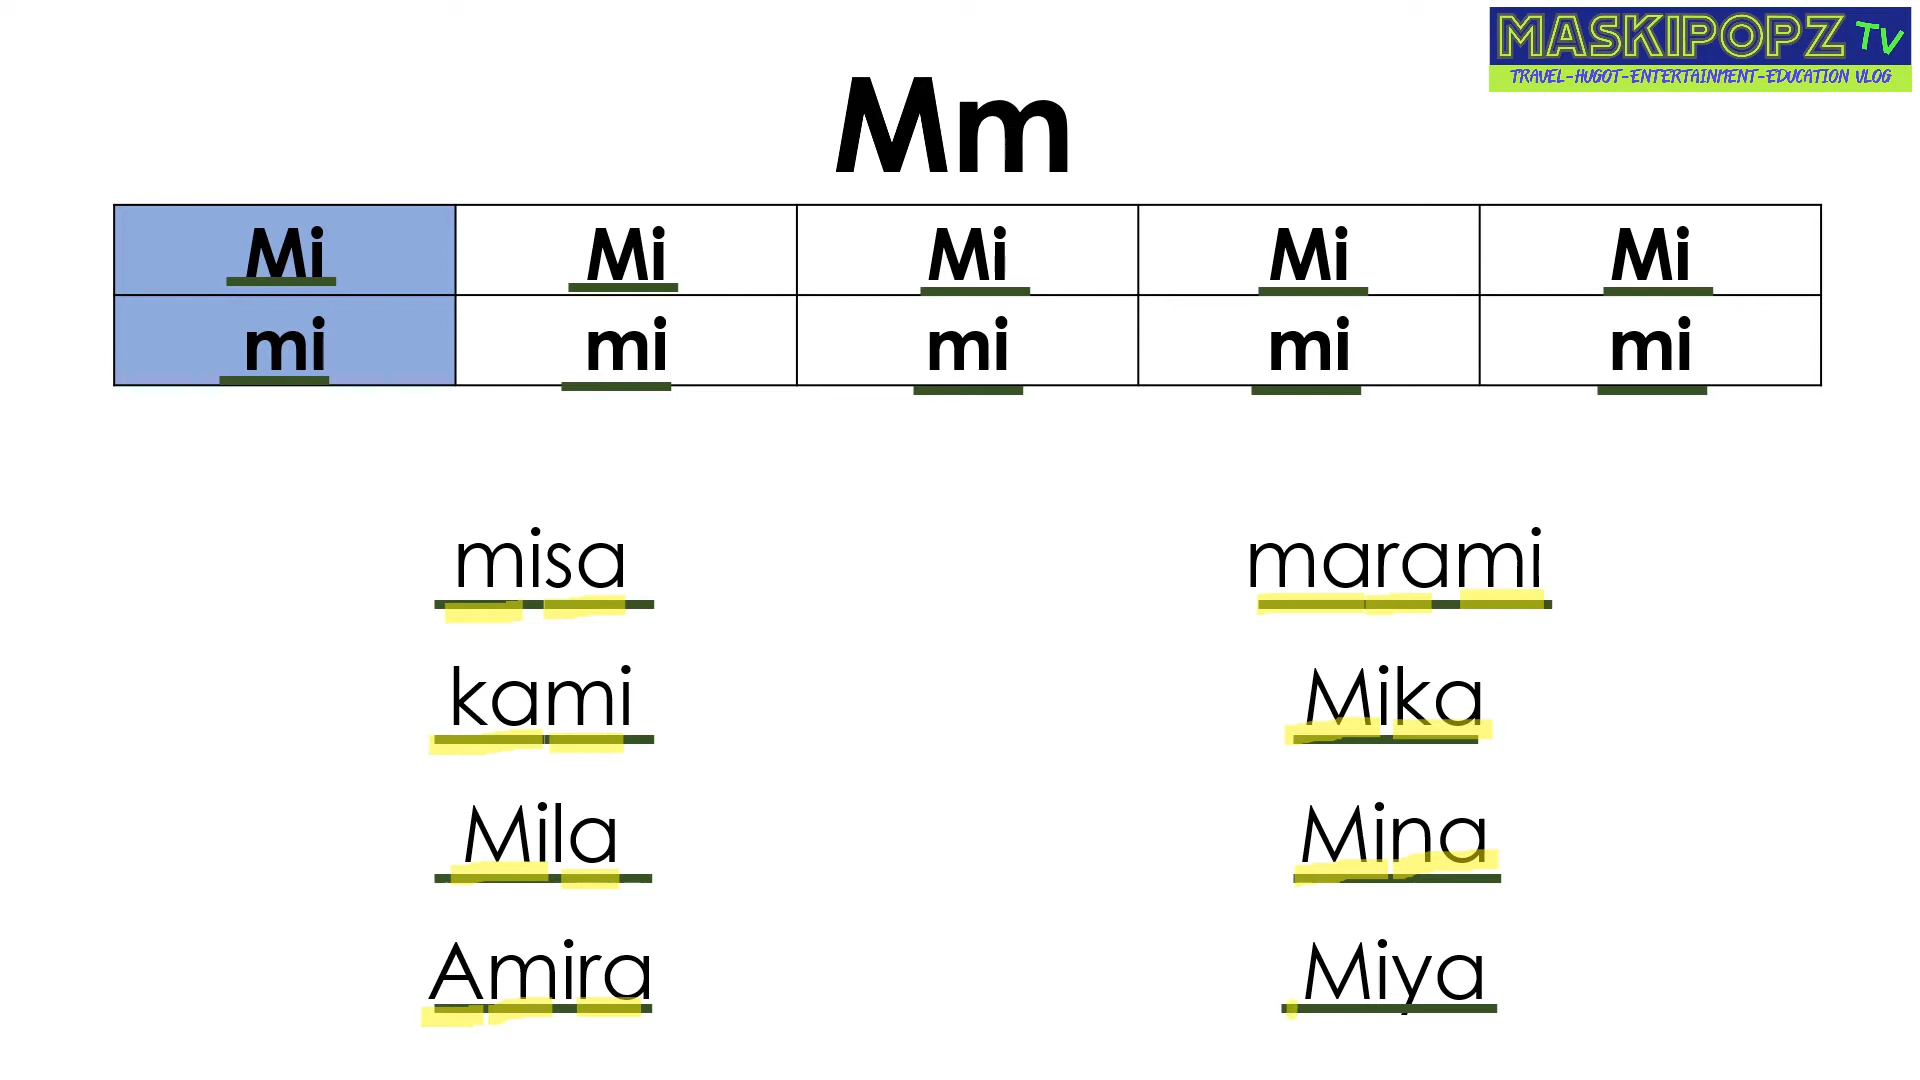 MASKIPOPZ TV
TRAVEL-HUGOT-ENTERTAINMENT-EDUCATION VLOG
Mm
Mi Mi Mi Mi Mi
mi mi mi mi mi
misa marami
kami Mika
Mila Mina
Amira Miya